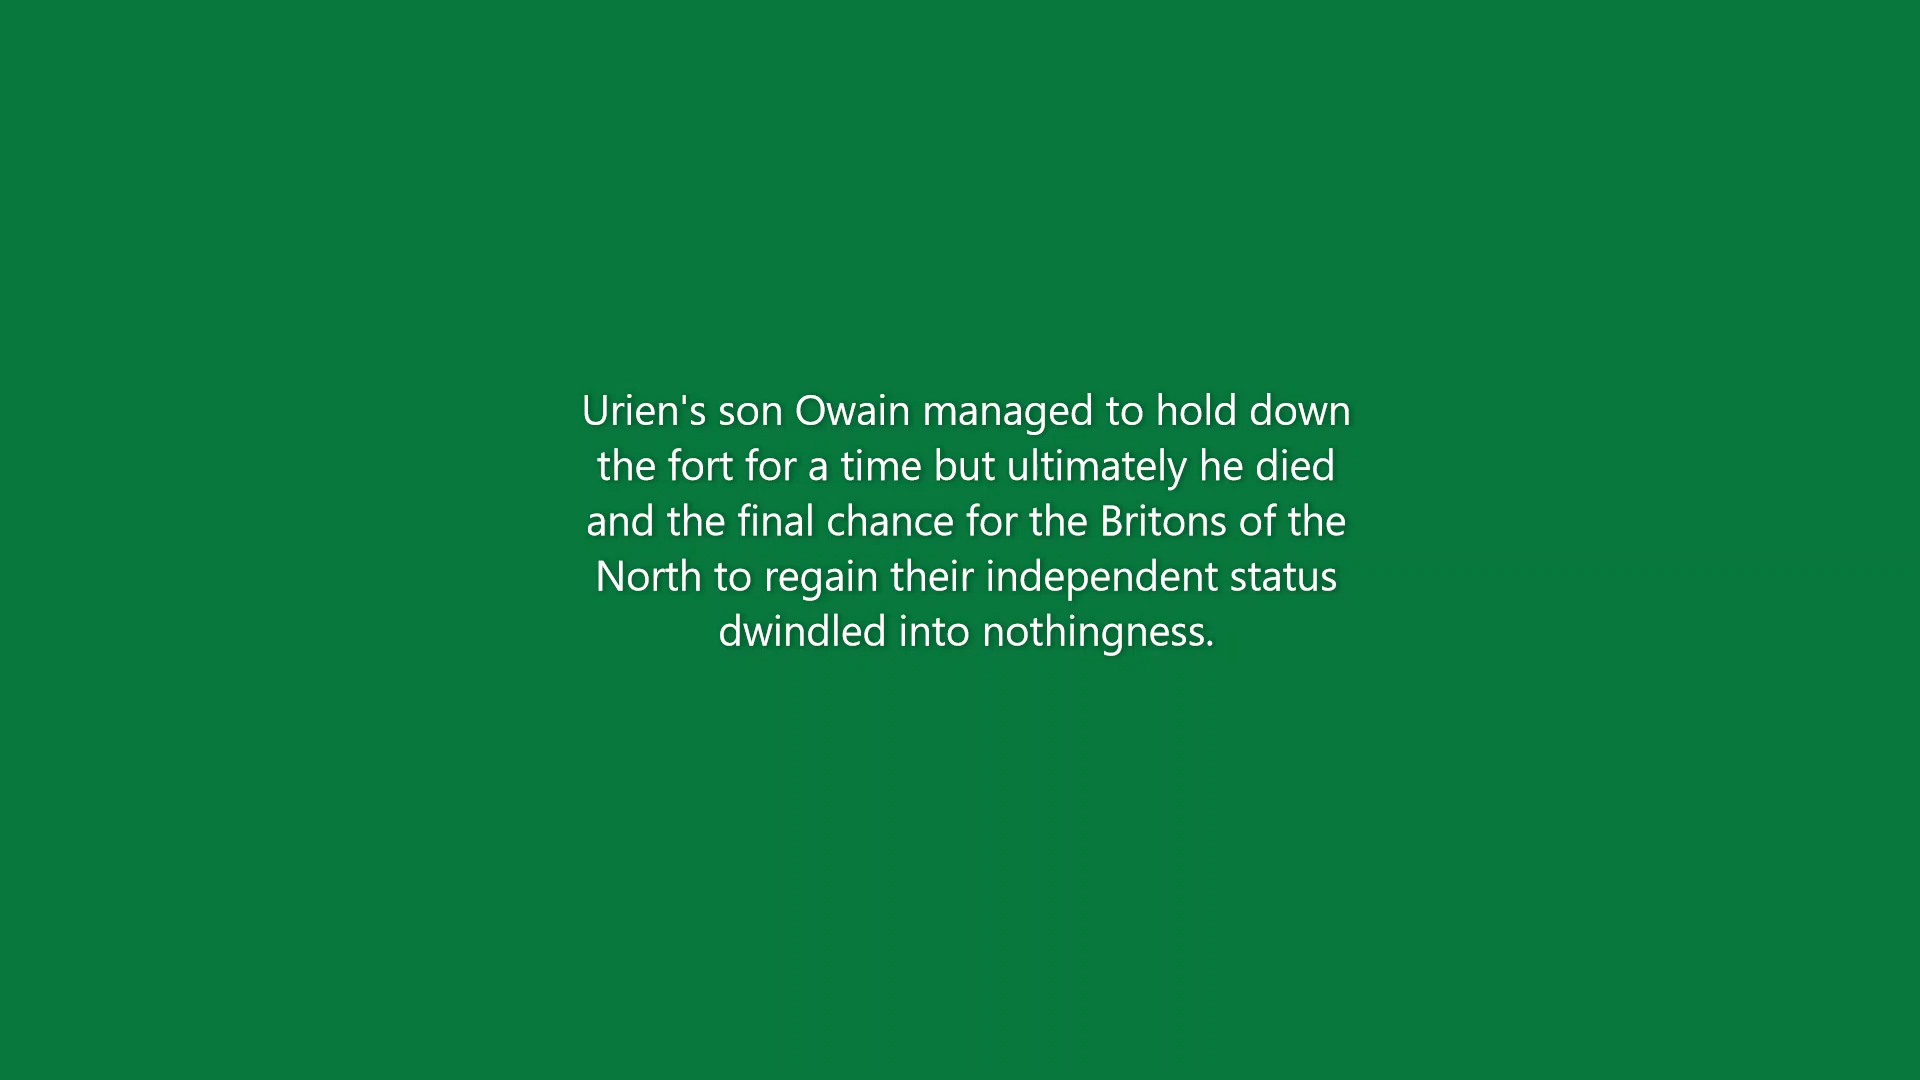 Urien's son Owain managed to hold down
the fort for a time but ultimately he died
and the final chance for the Britons of the
North to regain their independent status
dwindled into nothingness.